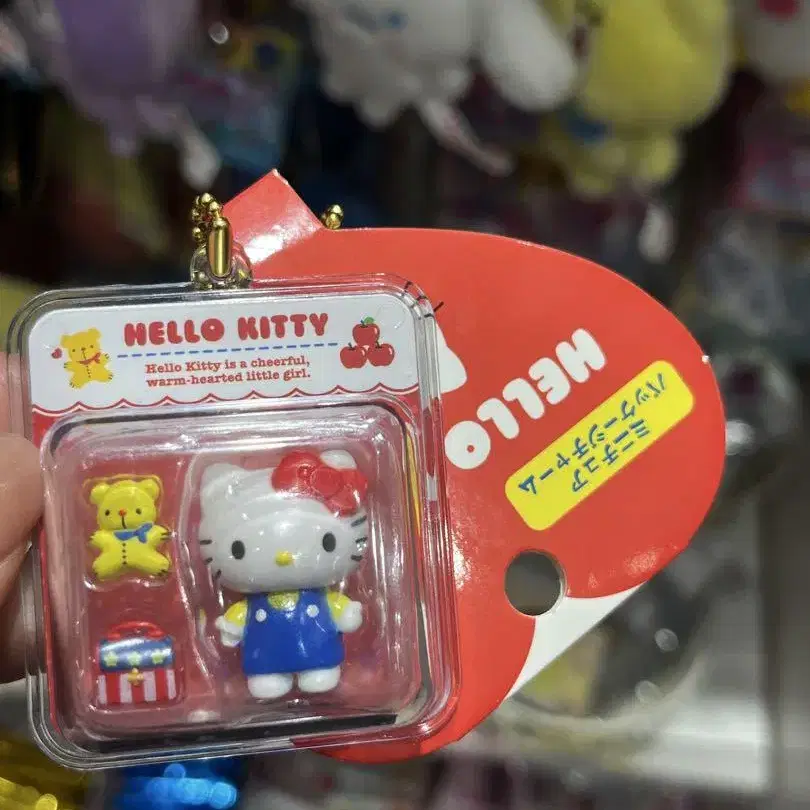 HELLO KITTY
Hello Kitty is a cheerful,
warm-hearted little girl.
HELLO
ミニチュア
パッケージチャーム